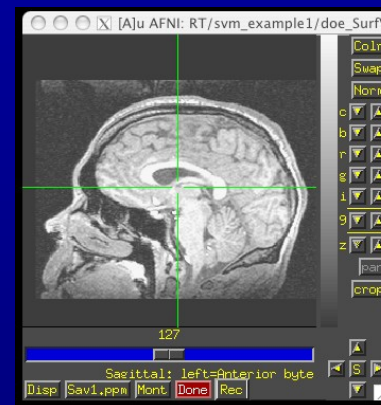 X [A]u AFNI: RT/svm_example1/doe_Surf
Colr
Swap
Norm
c
b
r
g
i
9
z
pan
crop
127
Sagittal: left=Anterior byte
S
Disp Sav1.ppm Mont Done Rec